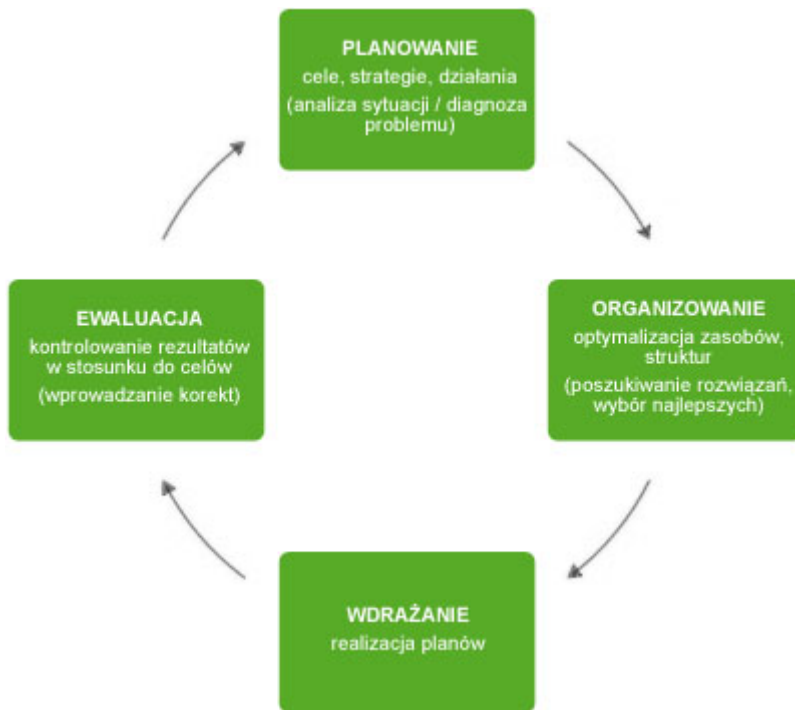 PLANOWANIE
cele, strategie, działania
(analiza sytuacji / diagnoza
problemu)
ORGANIZOWANIE
optymalizacja zasobów,
struktur
(poszukiwanie rozwiązań,
wybór najlepszych)
WDRAŻANIE
realizacja planów
EWALUACJA
kontrolowanie rezultatów
w stosunku do celów
(wprowadzanie korekt)